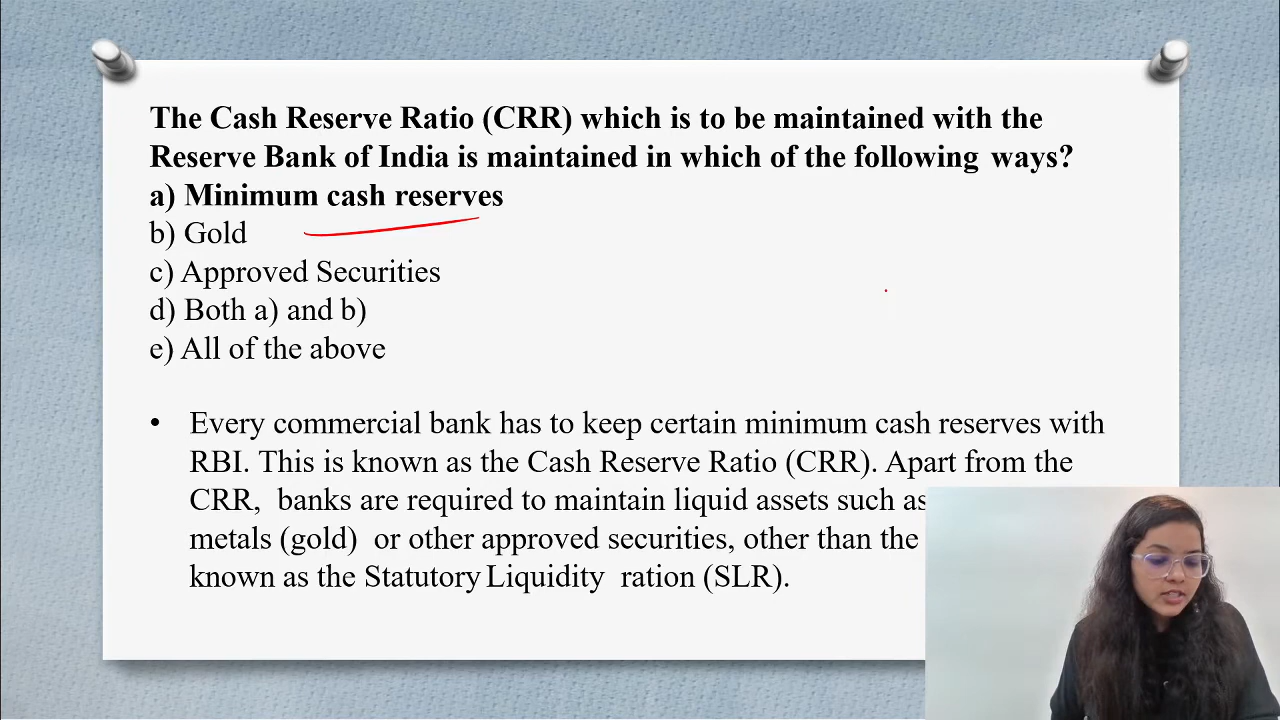 The Cash Reserve Ratio (CRR) which is to be maintained with the
Reserve Bank of India is maintained in which of the following ways?
a) Minimum cash reserves
b) Gold
c) Approved Securities
d) Both a) and b)
e) All of the above
• Every commercial bank has to keep certain minimum cash reserves with
RBI. This is known as the Cash Reserve Ratio (CRR). Apart from the
CRR, banks are required to maintain liquid assets such as
metals (gold) or other approved securities, other than the
known as the Statutory Liquidity ration (SLR).